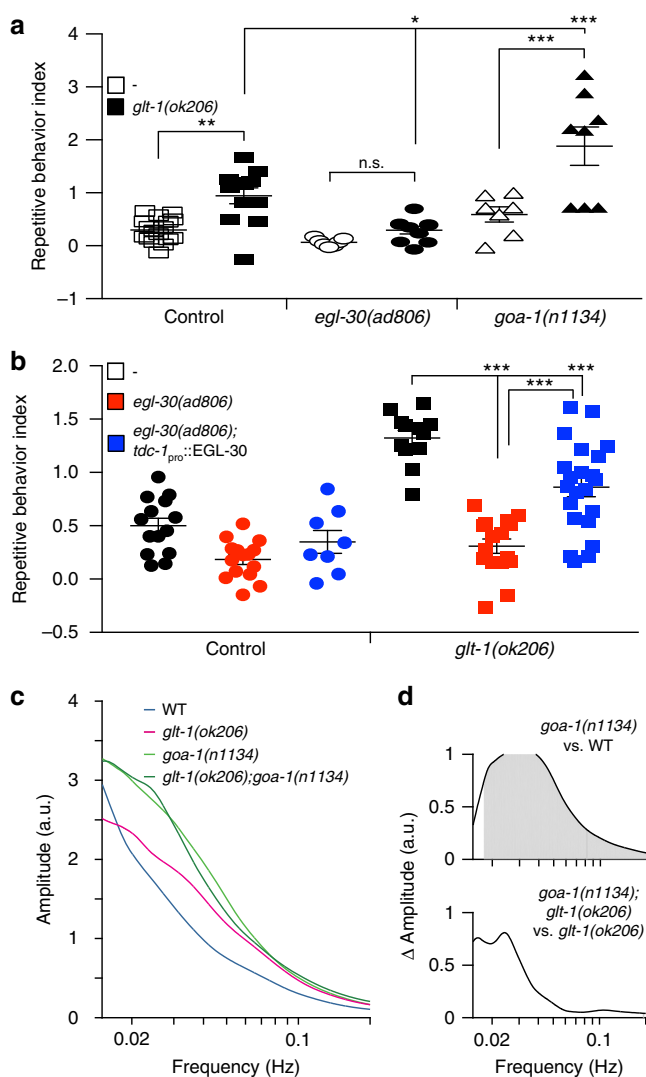 a
Repetitive behavior index
4
3
2
1
0
−1
-
glt-1(ok206)
**
n.s.
*
***
***
Control
egl-30(ad806)
goa-1(n1134)
b
Repetitive behavior index
2.0
1.5
1.0
0.5
0.0
−0.5
-
egl-30(ad806)
egl-30(ad806);
tdc-1pro::EGL-30
***
***
***
Control
glt-1(ok206)
c
Amplitude (a.u.)
4
3
2
1
0
WT
glt-1(ok206)
goa-1(n1134)
glt-1(ok206);goa-1(n1134)
0.02
0.1
Frequency (Hz)
d
Δ Amplitude (a.u.)
goa-1(n1134)
vs. WT
1
0.5
0
goa-1(n1134);
glt-1(ok206)
vs. glt-1(ok206)
1
0.5
0
0.02
0.1
Frequency (Hz)